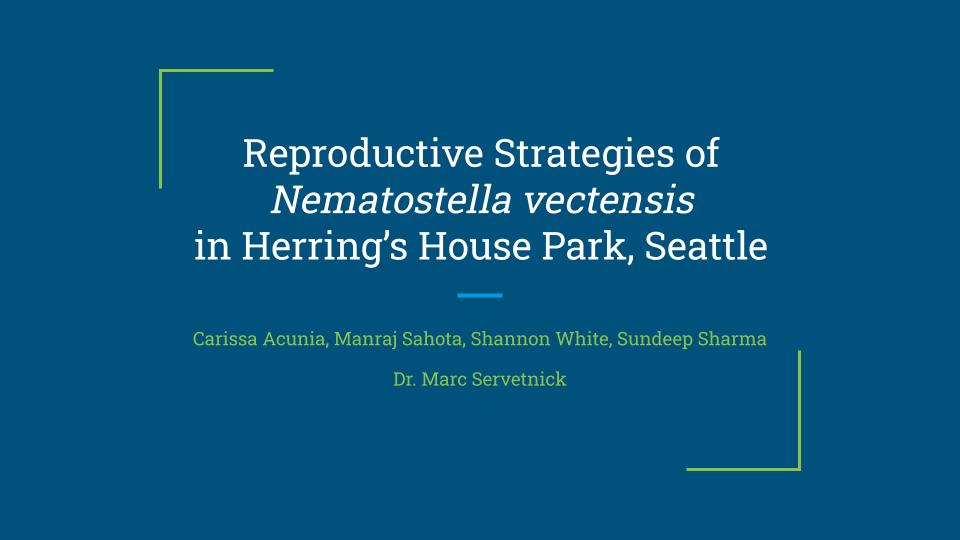 Reproductive Strategies of
Nematostella vectensis
in Herring’s House Park, Seattle
Carissa Acunia, Manraj Sahota, Shannon White, Sundeep Sharma
Dr. Marc Servetnick